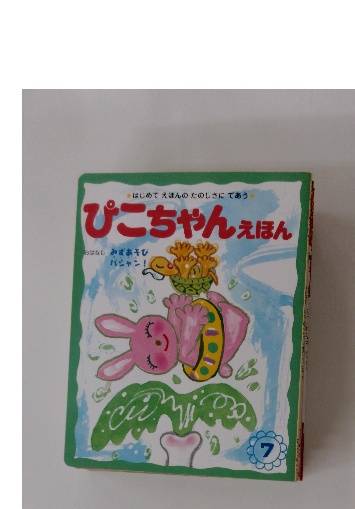 はじめて えほんの たのしさに であう
ぴこちゃんえほん
おはなし みずあそび
バシャン!
7